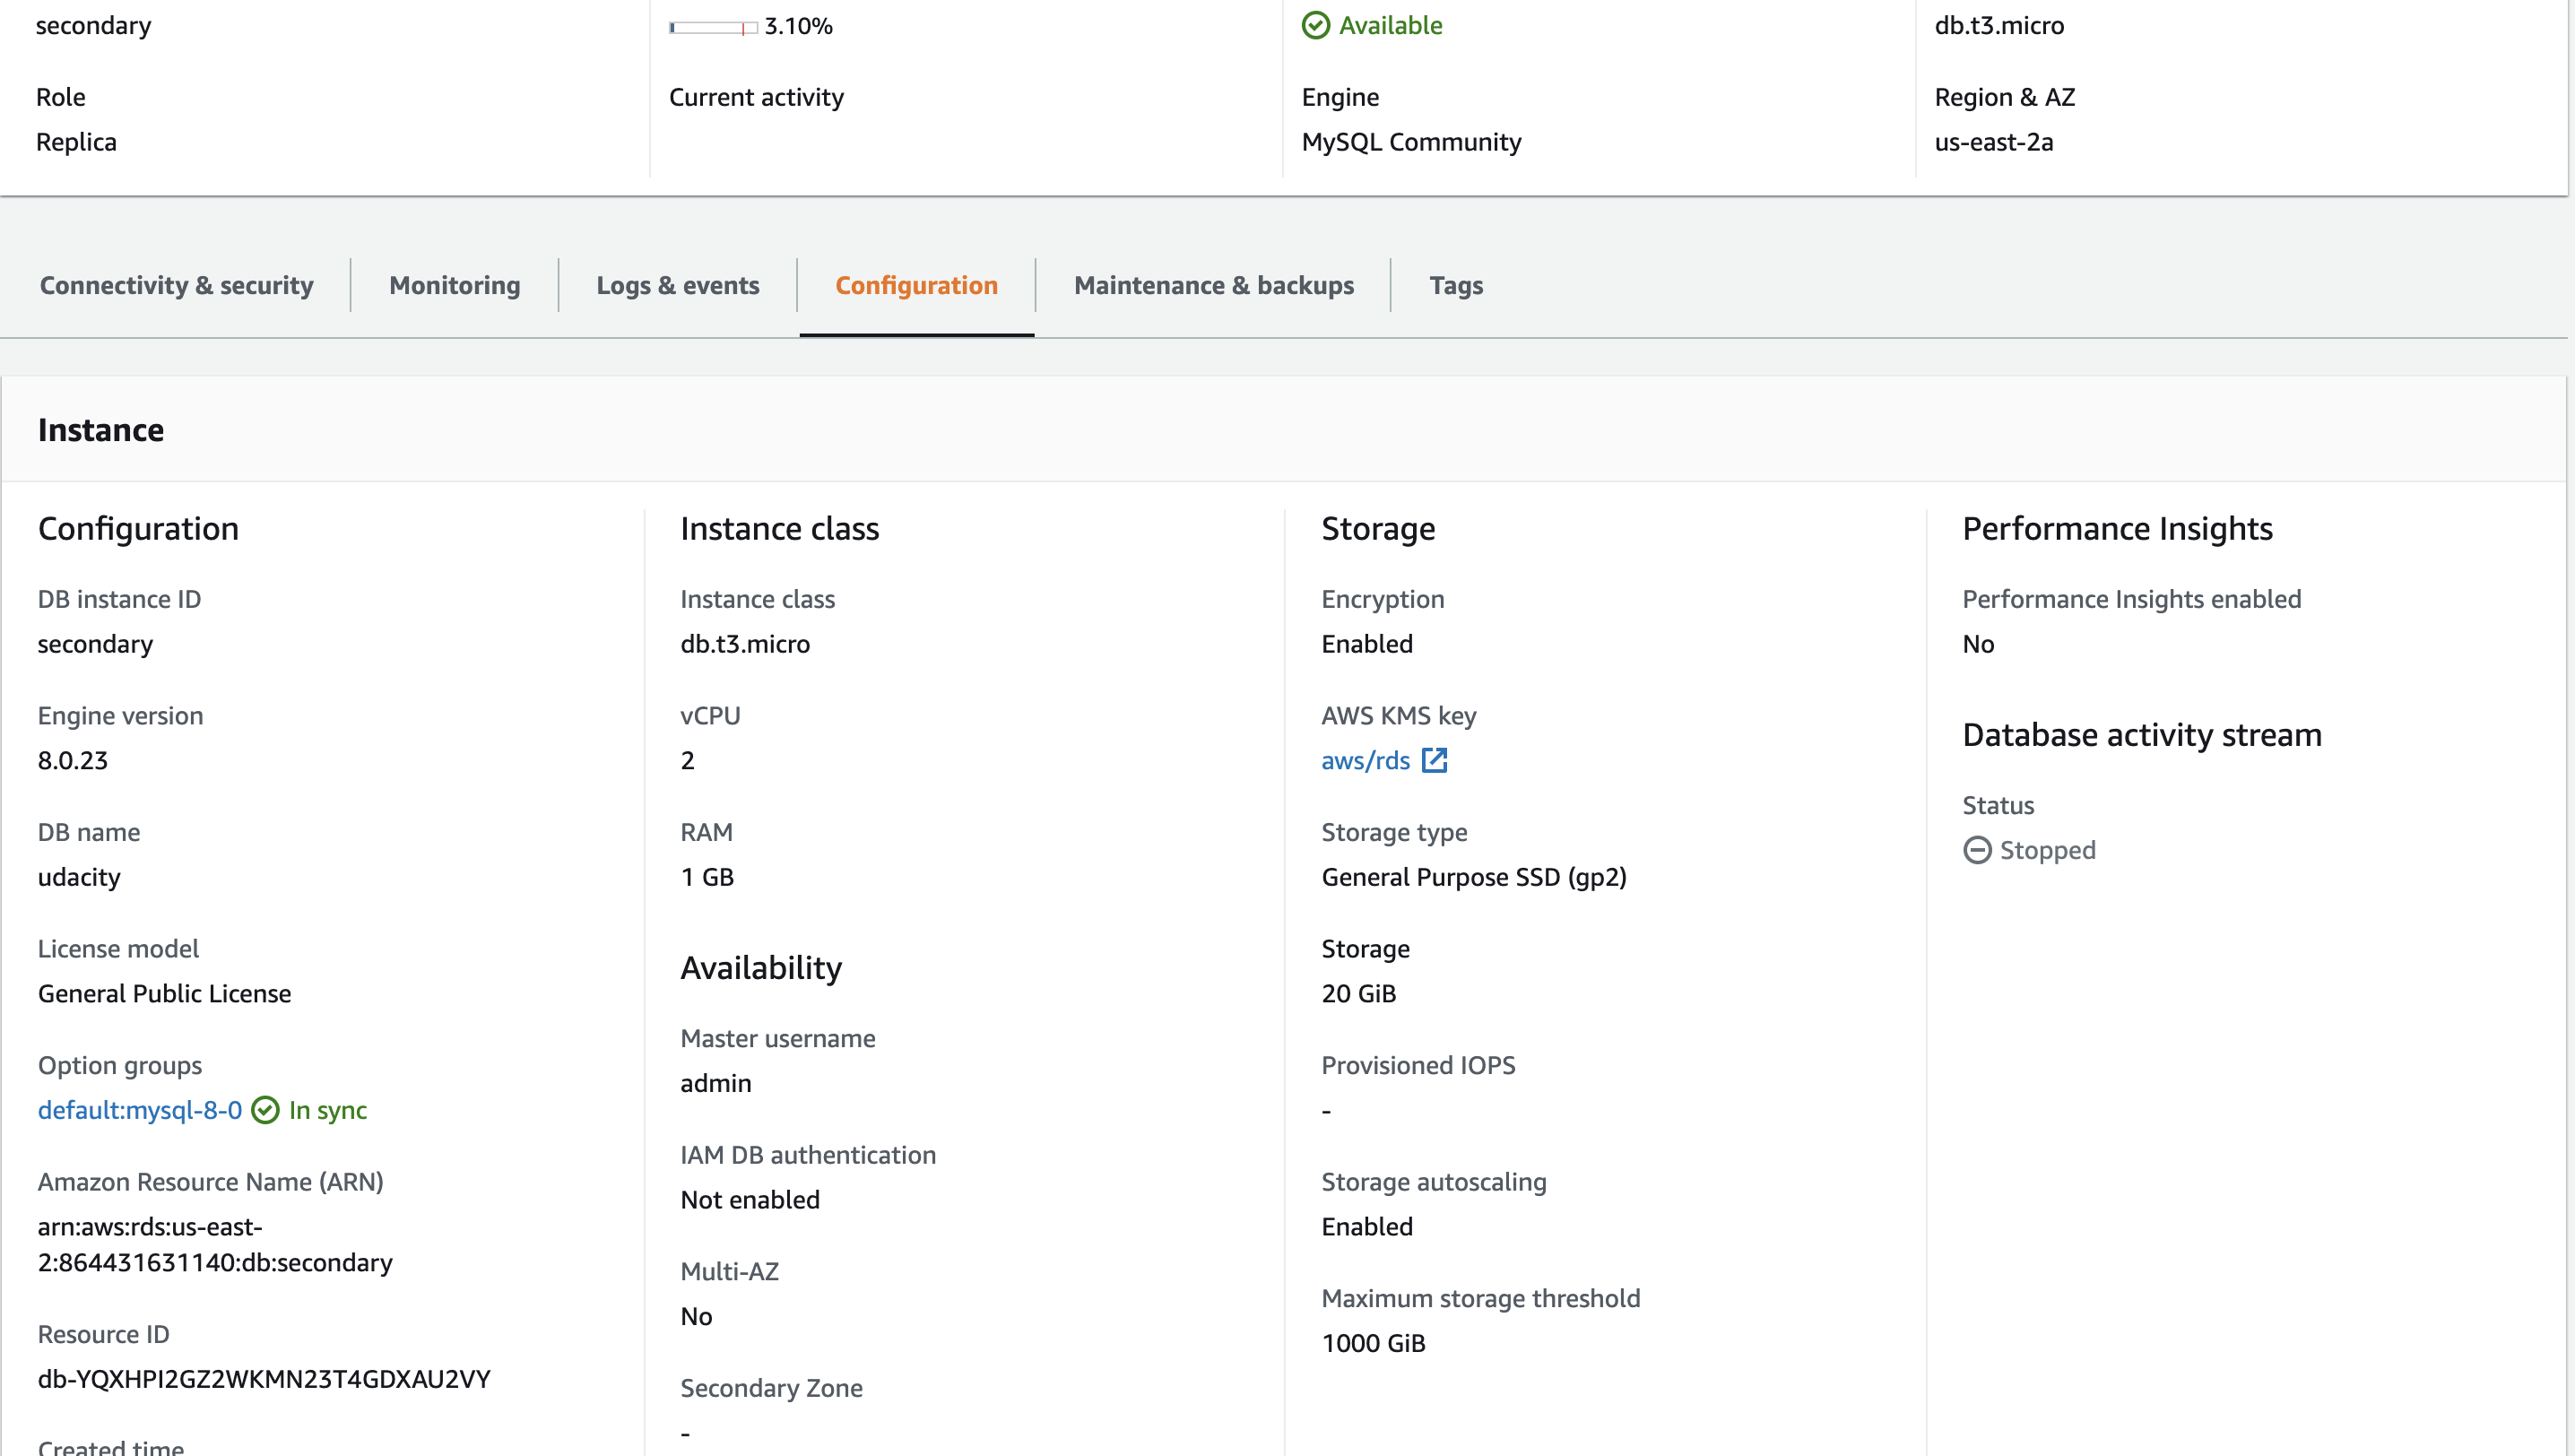 secondary
3.10%
Available
db.t3.micro
Role
Replica
Current activity
Engine
MySQL Community
Region & AZ
us-east-2a
Connectivity & security
Monitoring
Logs & events
Configuration
Maintenance & backups
Tags
Instance
Configuration
DB instance ID
secondary
Engine version
8.0.23
DB name
udacity
License model
General Public License
Option groups
default:mysql-8-0 In sync
Amazon Resource Name (ARN)
arn:aws:rds:us-east-
2:864431631140:db:secondary
Resource ID
db-YQXHPI2GZ2WKMN23T4GDXAU2VY
Created time
Instance class
Instance class
db.t3.micro
vCPU
2
RAM
1 GB
Availability
Master username
admin
IAM DB authentication
Not enabled
Multi-AZ
No
Secondary Zone
-
Storage
Encryption
Enabled
AWS KMS key
aws/rds
Storage type
General Purpose SSD (gp2)
Storage
20 GiB
Provisioned IOPS
-
Storage autoscaling
Enabled
Maximum storage threshold
1000 GiB
Performance Insights
Performance Insights enabled
No
Database activity stream
Status
Stopped